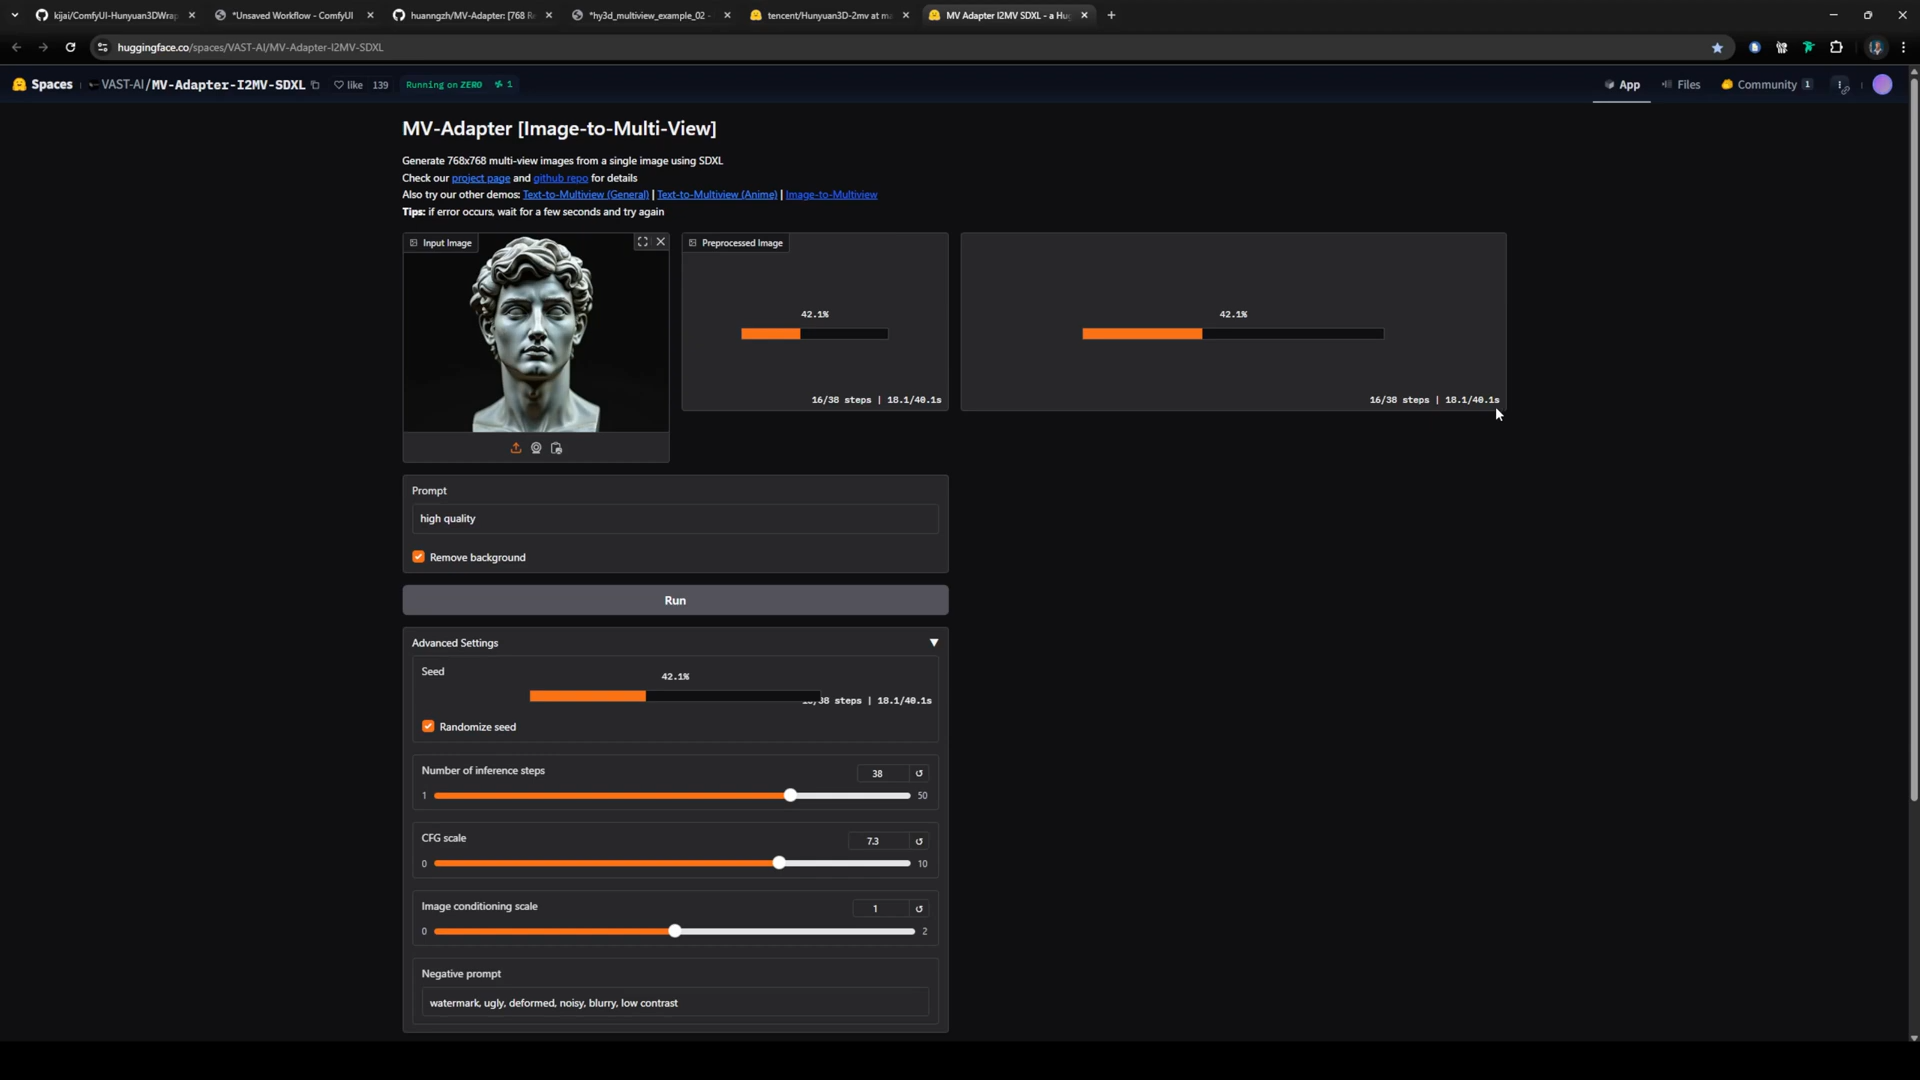 kijai/ComfyUI-Hunyuan3DWrap
*Unsaved Workflow - ComfyUI
huanngzh/MV-Adapter: [768 R
*hy3d_multiview_example_02 -
tencent/Hunyuan3D-2mv at m
MV Adapter I2MV SDXL - a Hug
huggingface.co/spaces/VAST-AI/MV-Adapter-I2MV-SDXL
Spaces
VAST-AI/MV-Adapter-I2MV-SDXL
like 139
Running on ZERO
1
App
Files
Community 1
MV-Adapter [Image-to-Multi-View]
Generate 768x768 multi-view images from a single image using SDXL
Check our project page and github repo for details
Also try our other demos: Text-to-Multiview (General) | Text-to-Multiview (Anime) | Image-to-Multiview
Tips: if error occurs, wait for a few seconds and try again
Input Image
Preprocessed Image
42.1%
16/38 steps | 18.1/40.1s
42.1%
16/38 steps | 18.1/40.1s
Prompt
high quality
Remove background
Run
Advanced Settings
Seed
42.1%
steps | 18.1/40.1s
Randomize seed
Number of inference steps
38
1
50
CFG scale
7.3
0
10
Image conditioning scale
1
0
2
Negative prompt
watermark, ugly, deformed, noisy, blurry, low contrast